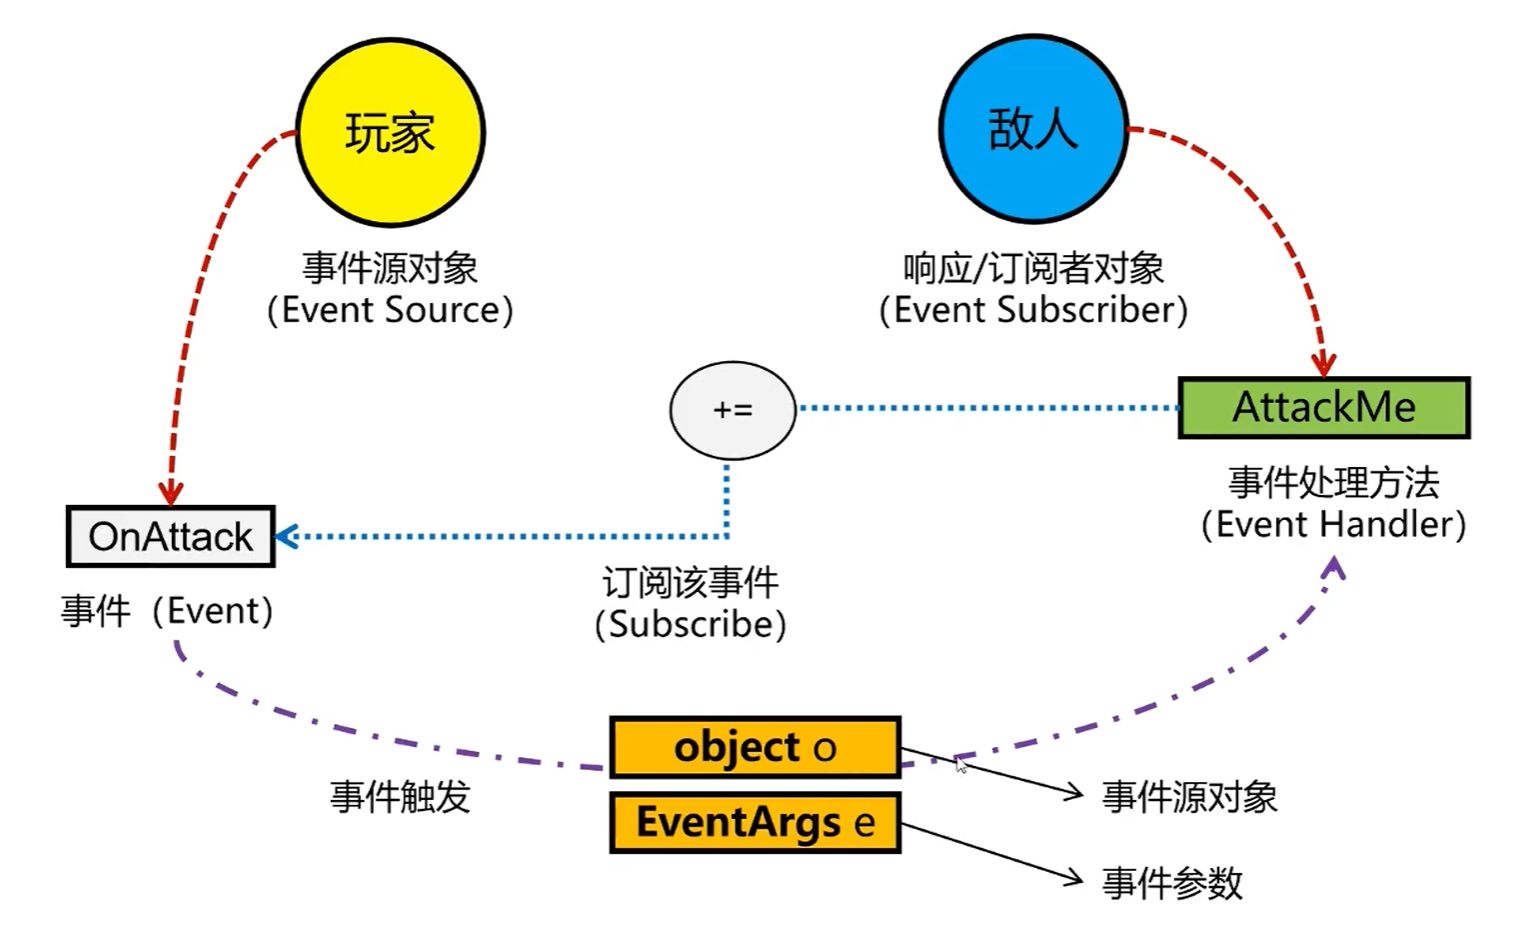 玩家
敌人
事件源对象
（Event Source）
响应/订阅者对象
（Event Subscriber）
+=
AttackMe
事件处理方法
（Event Handler）
OnAttack
事件（Event）
订阅该事件
（Subscribe）
object o
事件触发
事件源对象
EventArgs e
事件参数